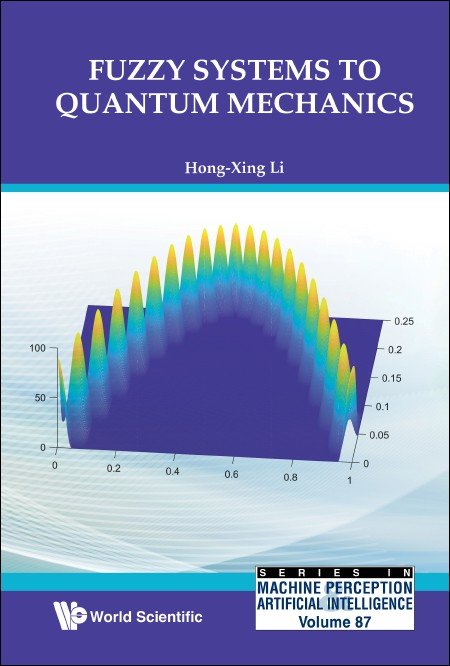 FUZZY SYSTEMS TO
QUANTUM MECHANICS
Hong-Xing Li
100
50
0
0
0.2
0.4
0.6
0.8
1
0.25
0.2
0.15
0.1
0.05
0
World Scientific
SERIES IN
MACHINE PERCEPTION
&
ARTIFICIAL INTELLIGENCE
Volume 87